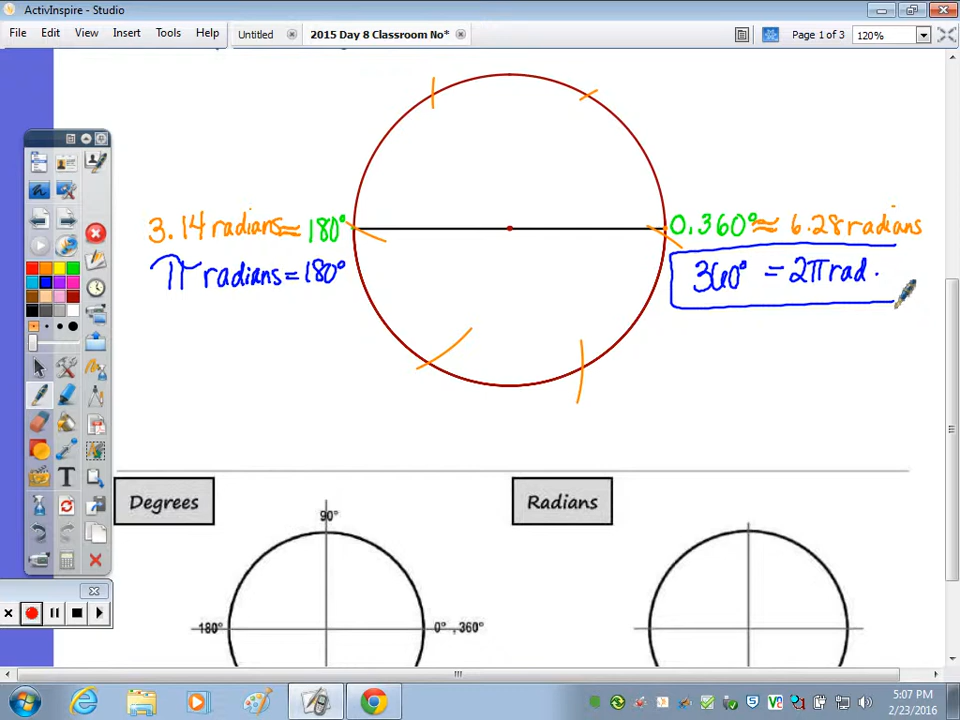 ActivInspire - Studio
File Edit View Insert Tools Help Untitled 2015 Day 8 Classroom No* Page 1 of 3 120%
3.14 radians ≈ 180° 0, 360° ≈ 6.28 radians
π radians = 180° 360° = 2π rad.
Degrees Radians
90°
180° 0° , 360°
5:07 PM
2/23/2016